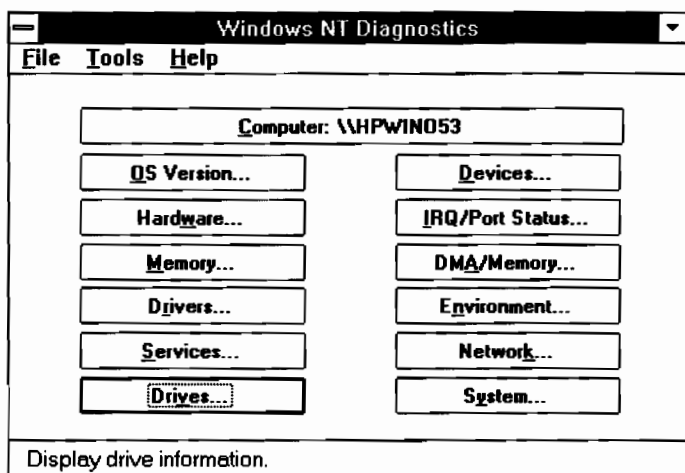 Windows NT Diagnostics
File Tools Help
Computer: \\HPWINO53
OS Version... Devices...
Hardware... IRQ/Port Status...
Memory... DMA/Memory...
Drivers... Environment...
Services... Network...
Drives... System...
Display drive information.